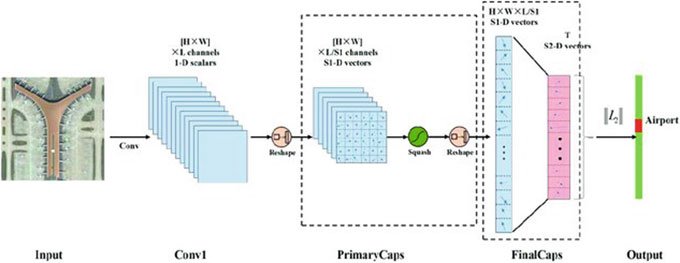 [H×W]
×L channels
1-D scalars
[H×W]
×L/S1 channels
S1-D vectors
H×W×L/S1
S1-D vectors
T
S2-D vectors
Conv
Reshape
Squash
Reshape
‖L₂‖
Airport
Input
Conv1
PrimaryCaps
FinalCaps
Output